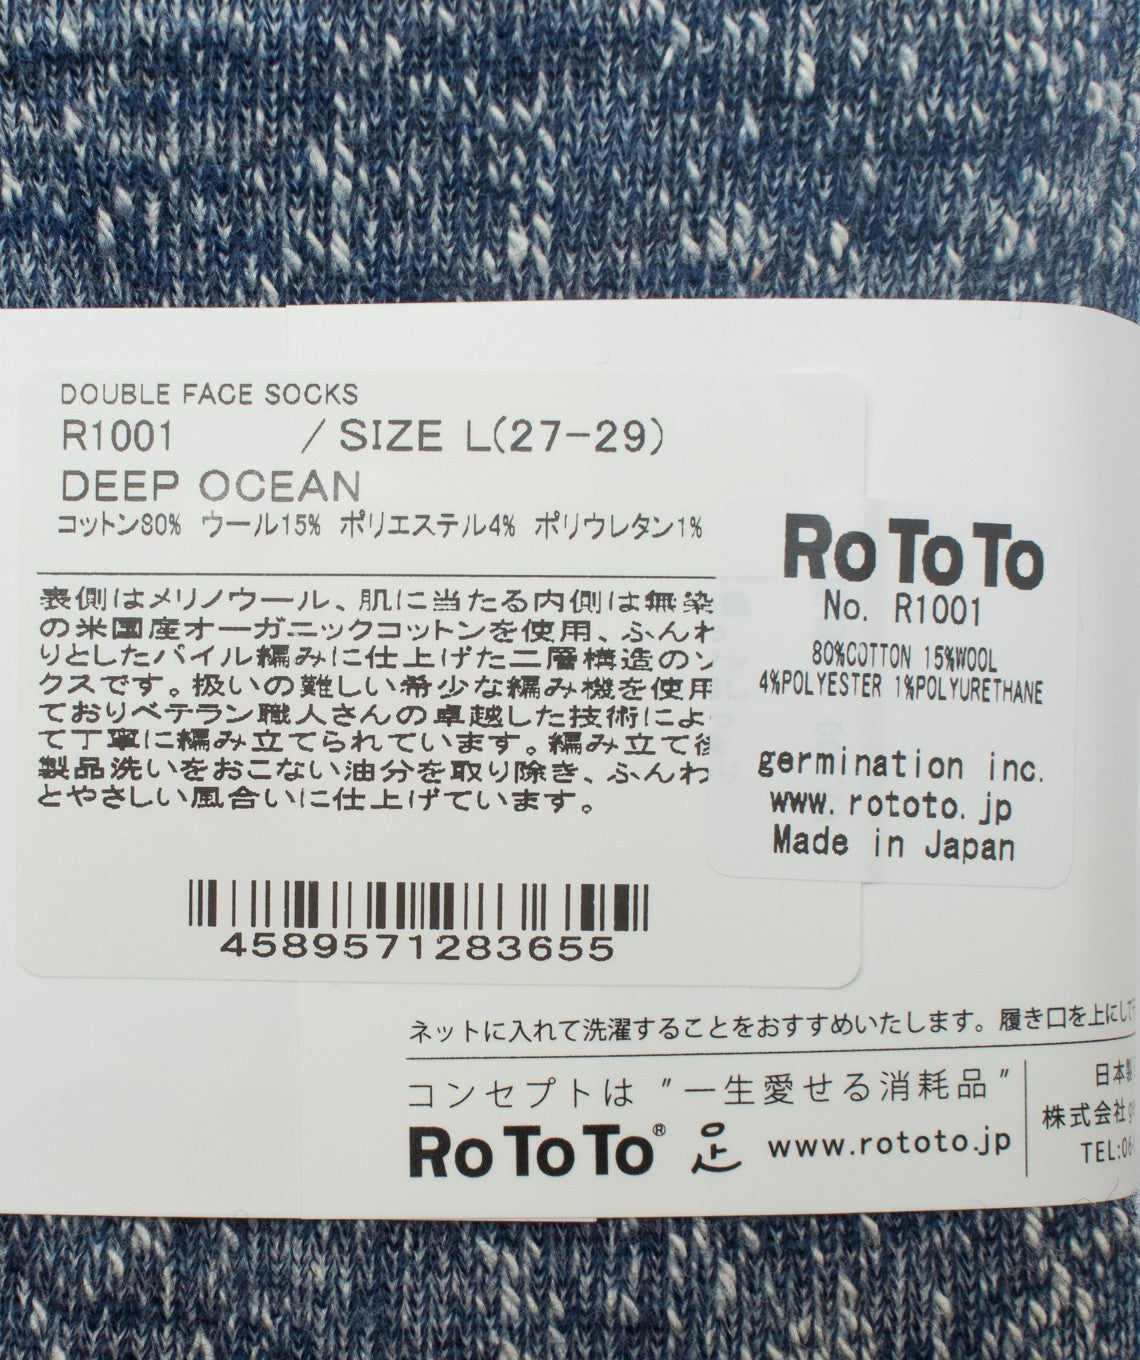 DOUBLE FACE SOCKS
R1001 / SIZE L(27-29)
DEEP OCEAN
コットン80% ウール15% ポリエステル4% ポリウレタン1%
表側はメリノウール、肌に当たる内側は無染
の米国産オーガニックコットンを使用、ふんわ
りとしたパイル編みに仕上げた二層構造のソ
クスです。扱いの難しい希少な編み機を使用
ておりベテラン職人さんの卓越した技術によ
て丁寧に編み立てられています。編み立て後
製品洗いをおこない油分を取り除き、ふんわ
とやさしい風合いに仕上げています。
4589571283655
RoToTo
No. R1001
80%COTTON 15%WOOL
4%POLYESTER 1%POLYURETHANE
germination inc.
www.rototo.jp
Made in Japan
ネットに入れて洗濯することをおすすめいたします。履き口を上にして
コンセプトは "一生愛せる消耗品"
RoToTo® 足 www.rototo.jp
日本製
株式会社 g
TEL:06